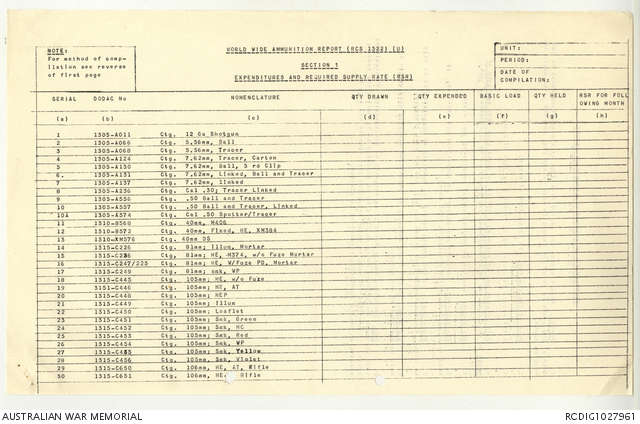 NOTE:
For method of comp-
ilation see reverse
of first page
WORLD WIDE AMMUNITION REPORT (RCS 1322) (U)
SECTION 1
EXPENDITURES AND REQUIRED SUPPLY RATE (RSR)
UNIT:
PERIOD:
DATE OF
COMPILATION:
SERIAL DODAC No NOMENCLATURE QTY DRAWN QTY EXPENDED BASIC LOAD QTY HELD RSR FOR FOLL
OWING MONTH
(a) (b) (c) (d) (e) (f) (g) (h)
1 1305-A011 Ctg. 12 Ga Shotgun
2 1305-A066 Ctg. 5.56mm, Ball
3 1305-A068 Ctg. 5.56mm, Tracer
4 1305-A124 Ctg. 7.62mm, Tracer, Carton
5 1305-A130 Ctg. 7.62mm, Ball, 5 rd Clip
6. 1305-A131 Ctg. 7.62mm, Linked, Ball and Tracer
7 1305-A137 Ctg. 7.62mm, linked
8 1305-A236 Ctg. Cal .30; Tracer Linked
9 1305-A556 Ctg. .50 Ball and Tracer
10 1305-A557 Ctg. .50 Ball and Tracer, Linked
10A 1305-A574 Ctg. Cal .50 Spotter/Tracer
11 1310-B568 Ctg. 40mm, M406
12 1310-B572 Ctg. 40mm, Fixed, HE, XM384
13 1310-XM576 Ctg. 40mm DS
14 1315-C226 Ctg. 81mm; Illum, Mortar
15 1315-C236 Ctg. 81mm; HE, M374, w/o Fuze Mortar
16 1315-C247/225 Ctg. 81mm; HE, W/Fuze PD, Mortar
17 1315-C249 Ctg. 81mm; smk, WP
18 1315-C445 Ctg. 105mm; HE, w/o Fuze
19 1315-C446 Ctg. 105mm; HE, AT
20 1315-C448 Ctg. 105mm; HEP
21 1315-C449 Ctg. 105mm; Illum
22 1315-C450 Ctg. 105mm; Leaflet
23 1315-C451 Ctg. 105mm; Smk, Green
24 1315-C452 Ctg. 105mm; Smk, HC
25 1315-C453 Ctg. 105mm; Smk, Red
26 1315-C454 Ctg. 105mm; Smk, WP
27 1315-C455 Ctg. 105mm; Smk, Yellow
28 1315-C456 Ctg. 105mm; Smk, Violet
29 1315-C650 Ctg. 106mm, HE, AT, Rifle
30 1315-C651 Ctg. 106mm, HE, Rifle
AUSTRALIAN WAR MEMORIAL RCDIG1027961